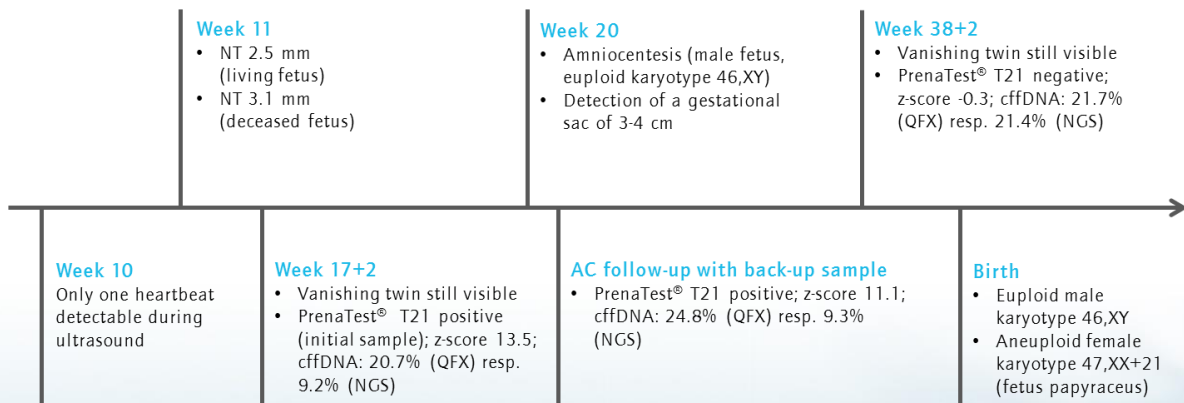 Week 11
• NT 2.5 mm
(living fetus)
• NT 3.1 mm
(deceased fetus)
Week 20
• Amniocentesis (male fetus,
euploid karyotype 46,XY)
• Detection of a gestational
sac of 3-4 cm
Week 38+2
• Vanishing twin still visible
• PrenaTest® T21 negative;
z-score -0.3; cffDNA: 21.7%
(QFX) resp. 21.4% (NGS)
Week 10
Only one heartbeat
detectable during
ultrasound
Week 17+2
• Vanishing twin still visible
• PrenaTest® T21 positive
(initial sample); z-score 13.5;
cffDNA: 20.7% (QFX) resp.
9.2% (NGS)
AC follow-up with back-up sample
• PrenaTest® T21 positive; z-score 11.1;
cffDNA: 24.8% (QFX) resp. 9.3%
(NGS)
Birth
• Euploid male
karyotype 46,XY
• Aneuploid female
karyotype 47,XX+21
(fetus papyraceus)